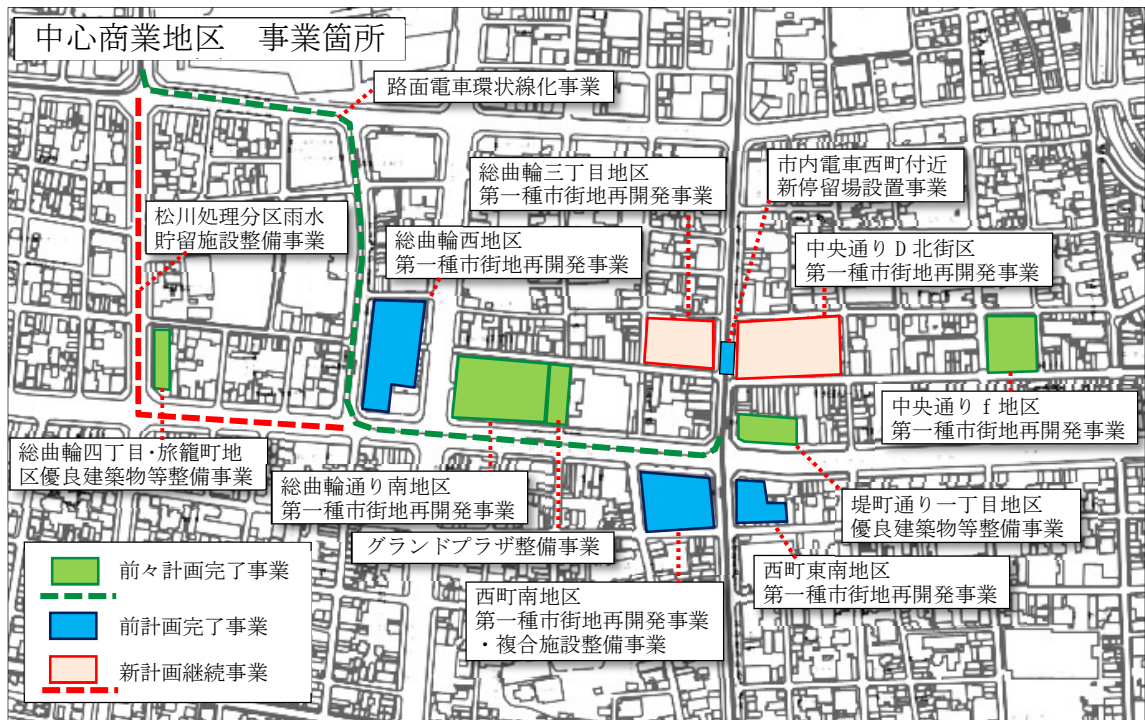 中心商業地区　事業箇所
路面電車環状線化事業
総曲輪三丁目地区
第一種市街地再開発事業
市内電車西町付近
新停留場設置事業
松川処理分区雨水
貯留施設整備事業
総曲輪西地区
第一種市街地再開発事業
中央通りD北街区
第一種市街地再開発事業
中央通りｆ地区
第一種市街地再開発事業
総曲輪四丁目・旅籠町地
区優良建築物等整備事業
総曲輪通り南地区
第一種市街地再開発事業
グランドプラザ整備事業
堤町通り一丁目地区
優良建築物等整備事業
西町東南地区
第一種市街地再開発事業
西町南地区
第一種市街地再開発事業
・複合施設整備事業
前々計画完了事業
前計画完了事業
新計画継続事業